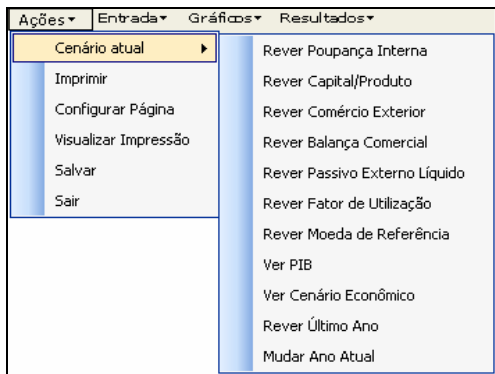 Ações Entrada Gráficos Resultados
Cenário atual
Imprimir
Configurar Página
Visualizar Impressão
Salvar
Sair
Rever Poupança Interna
Rever Capital/Produto
Rever Comércio Exterior
Rever Balança Comercial
Rever Passivo Externo Líquido
Rever Fator de Utilização
Rever Moeda de Referência
Ver PIB
Ver Cenário Econômico
Rever Último Ano
Mudar Ano Atual